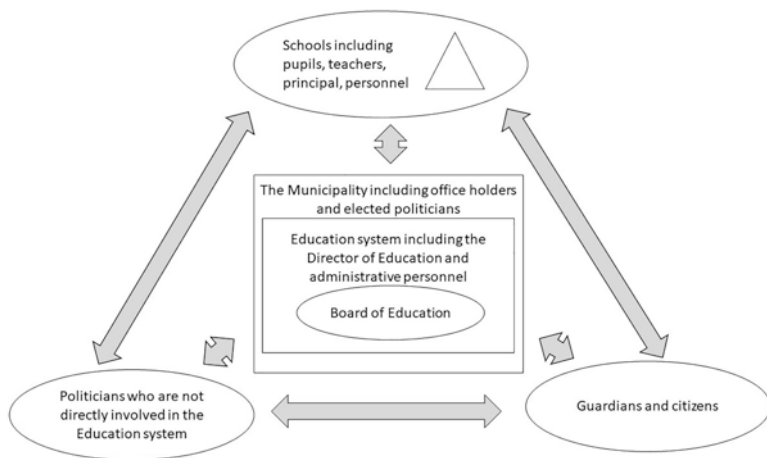 Schools including
pupils, teachers,
principal, personnel
The Municipality including office holders
and elected politicians
Education system including the
Director of Education and
administrative personnel
Board of Education
Politicians who are not
directly involved in the
Education system
Guardians and citizens